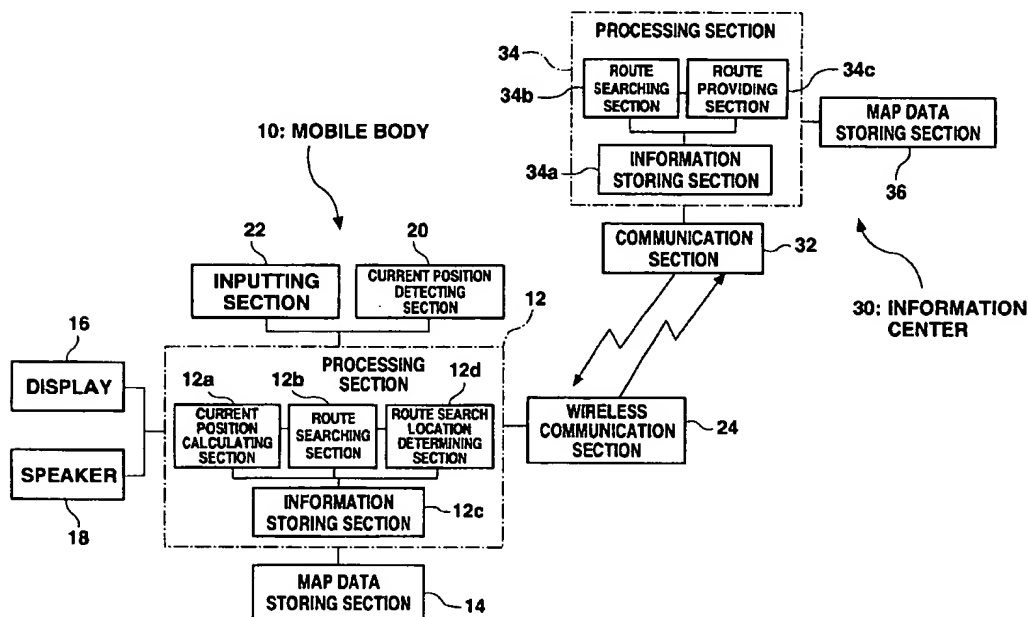 PROCESSING SECTION
34
34b
ROUTE
SEARCHING
SECTION
ROUTE
PROVIDING
SECTION
34c
MAP DATA
STORING SECTION
36
34a
INFORMATION
STORING SECTION
10: MOBILE BODY
COMMUNICATION
SECTION
32
30: INFORMATION
CENTER
22
INPUTTING
SECTION
20
CURRENT POSITION
DETECTING
SECTION
12
16
DISPLAY
SPEAKER
18
PROCESSING
SECTION
12a
CURRENT
POSITION
CALCULATING
SECTION
12b
ROUTE
SEARCHING
SECTION
12d
ROUTE SEARCH
LOCATION
DETERMINING
SECTION
INFORMATION
STORING SECTION
12c
WIRELESS
COMMUNICATION
SECTION
24
MAP DATA
STORING SECTION
14